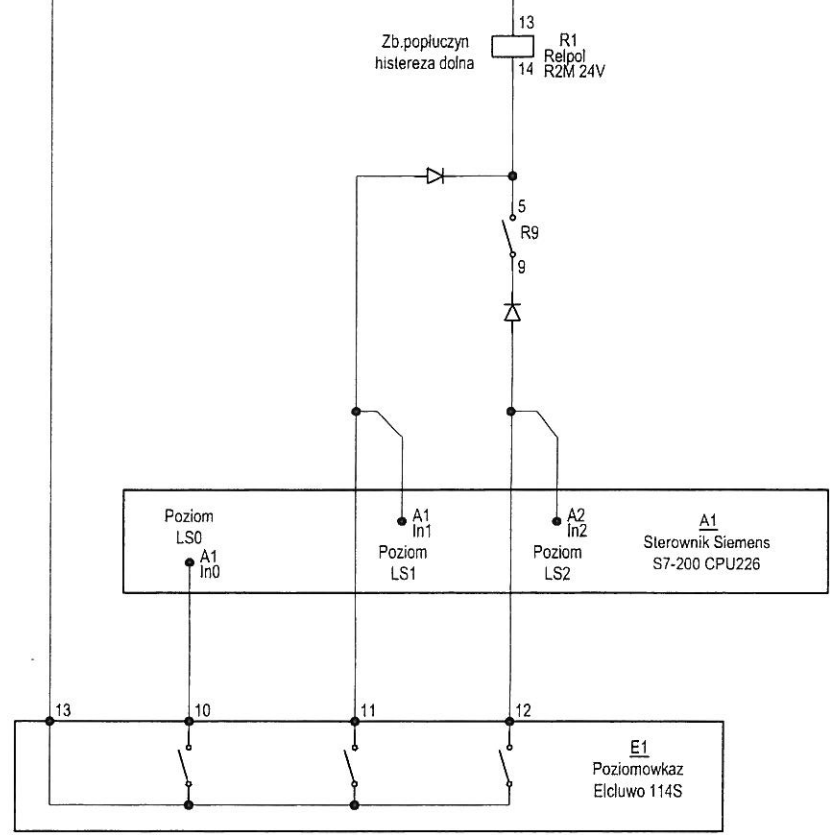 13
Zb.popłuczyn
histereza dolna
R1
Relpol
R2M 24V
14
5
R9
9
Poziom
LS0
A1
In0
A1
In1
Poziom
LS1
A2
In2
Poziom
LS2
A1
Sterownik Siemens
S7-200 CPU226
13
10
11
12
E1
Poziomowkaz
Elcluwo 114S